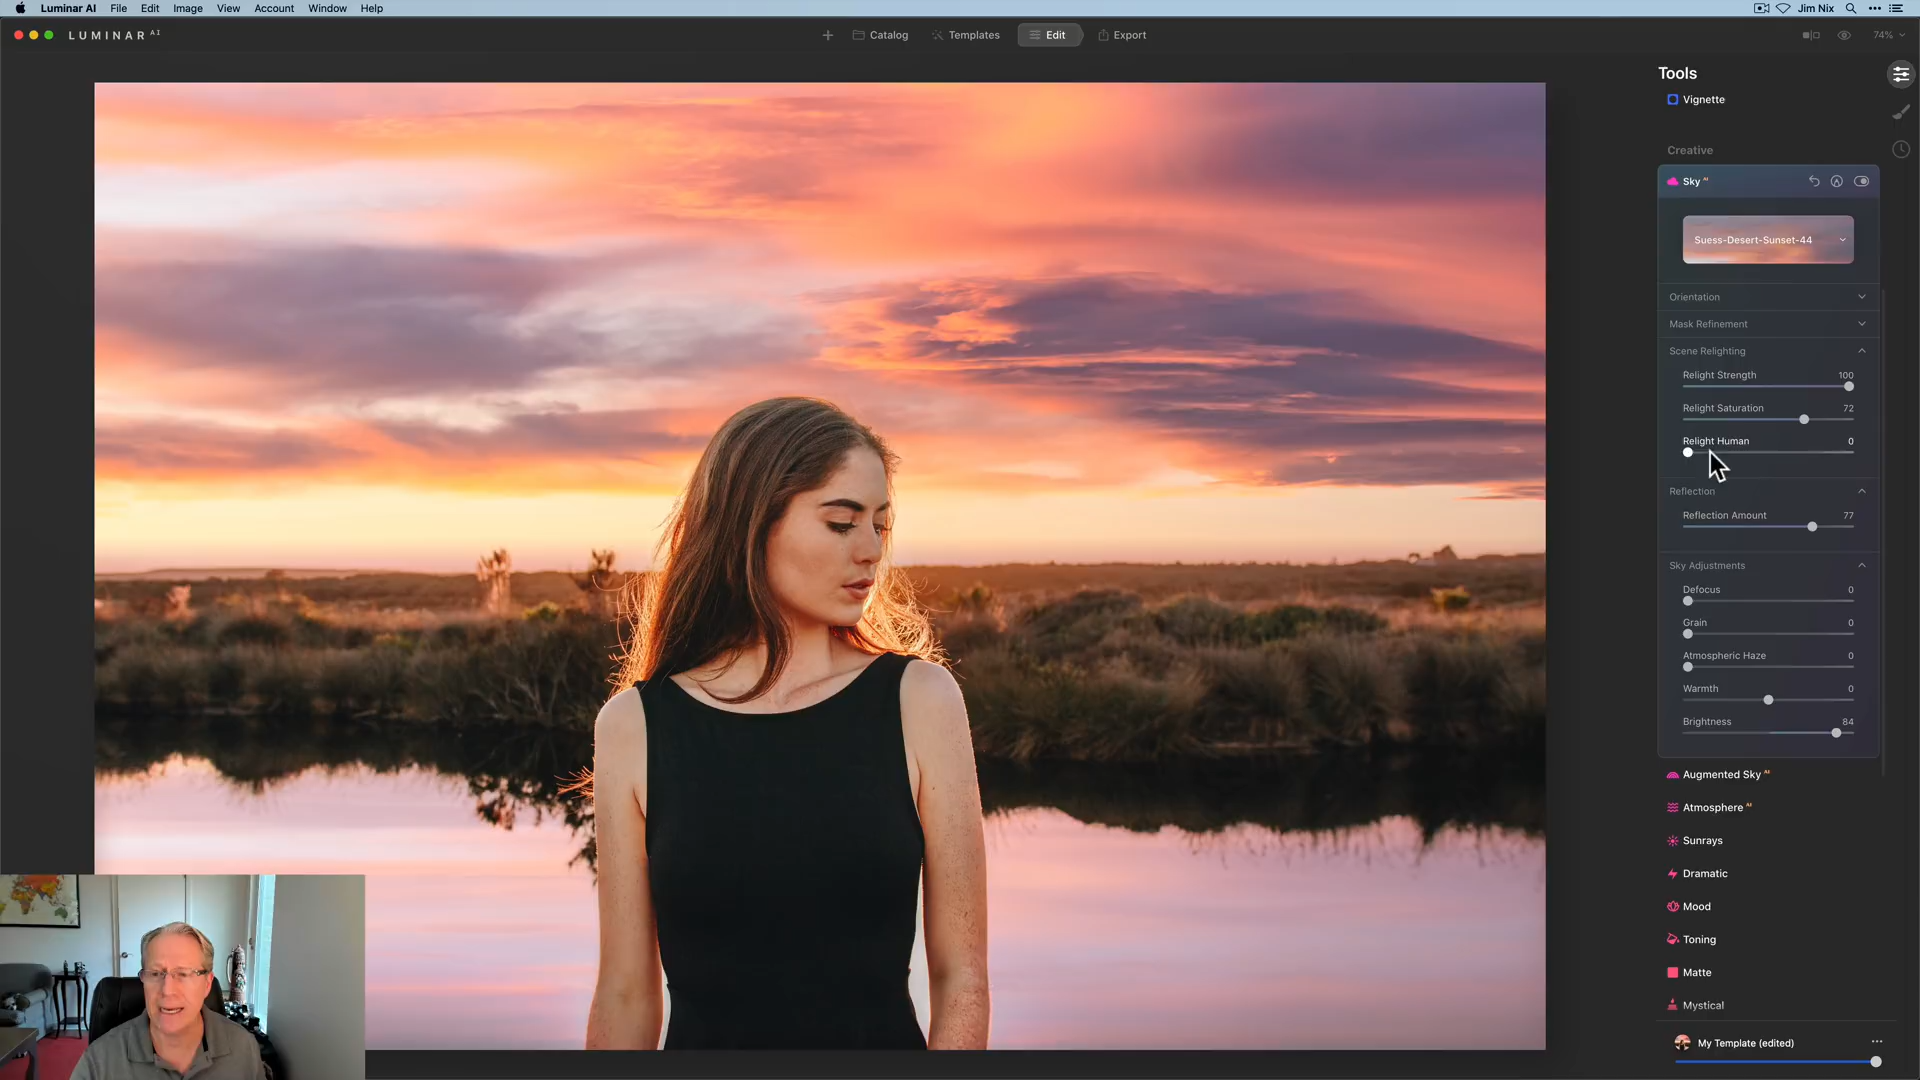 Luminar AI File Edit Image View Account Window Help Jim Nix
LUMINAR AI Catalog Templates Edit Export 74%
Tools
Vignette
Creative
Sky AI
Suess-Desert-Sunset-44
Orientation
Mask Refinement
Scene Relighting
Relight Strength 100
Relight Saturation 72
Relight Human 0
Reflection
Reflection Amount 77
Sky Adjustments
Defocus 0
Grain 0
Atmospheric Haze 0
Warmth 0
Brightness 84
Augmented Sky AI
Atmosphere AI
Sunrays
Dramatic
Mood
Toning
Matte
Mystical
My Template (edited)